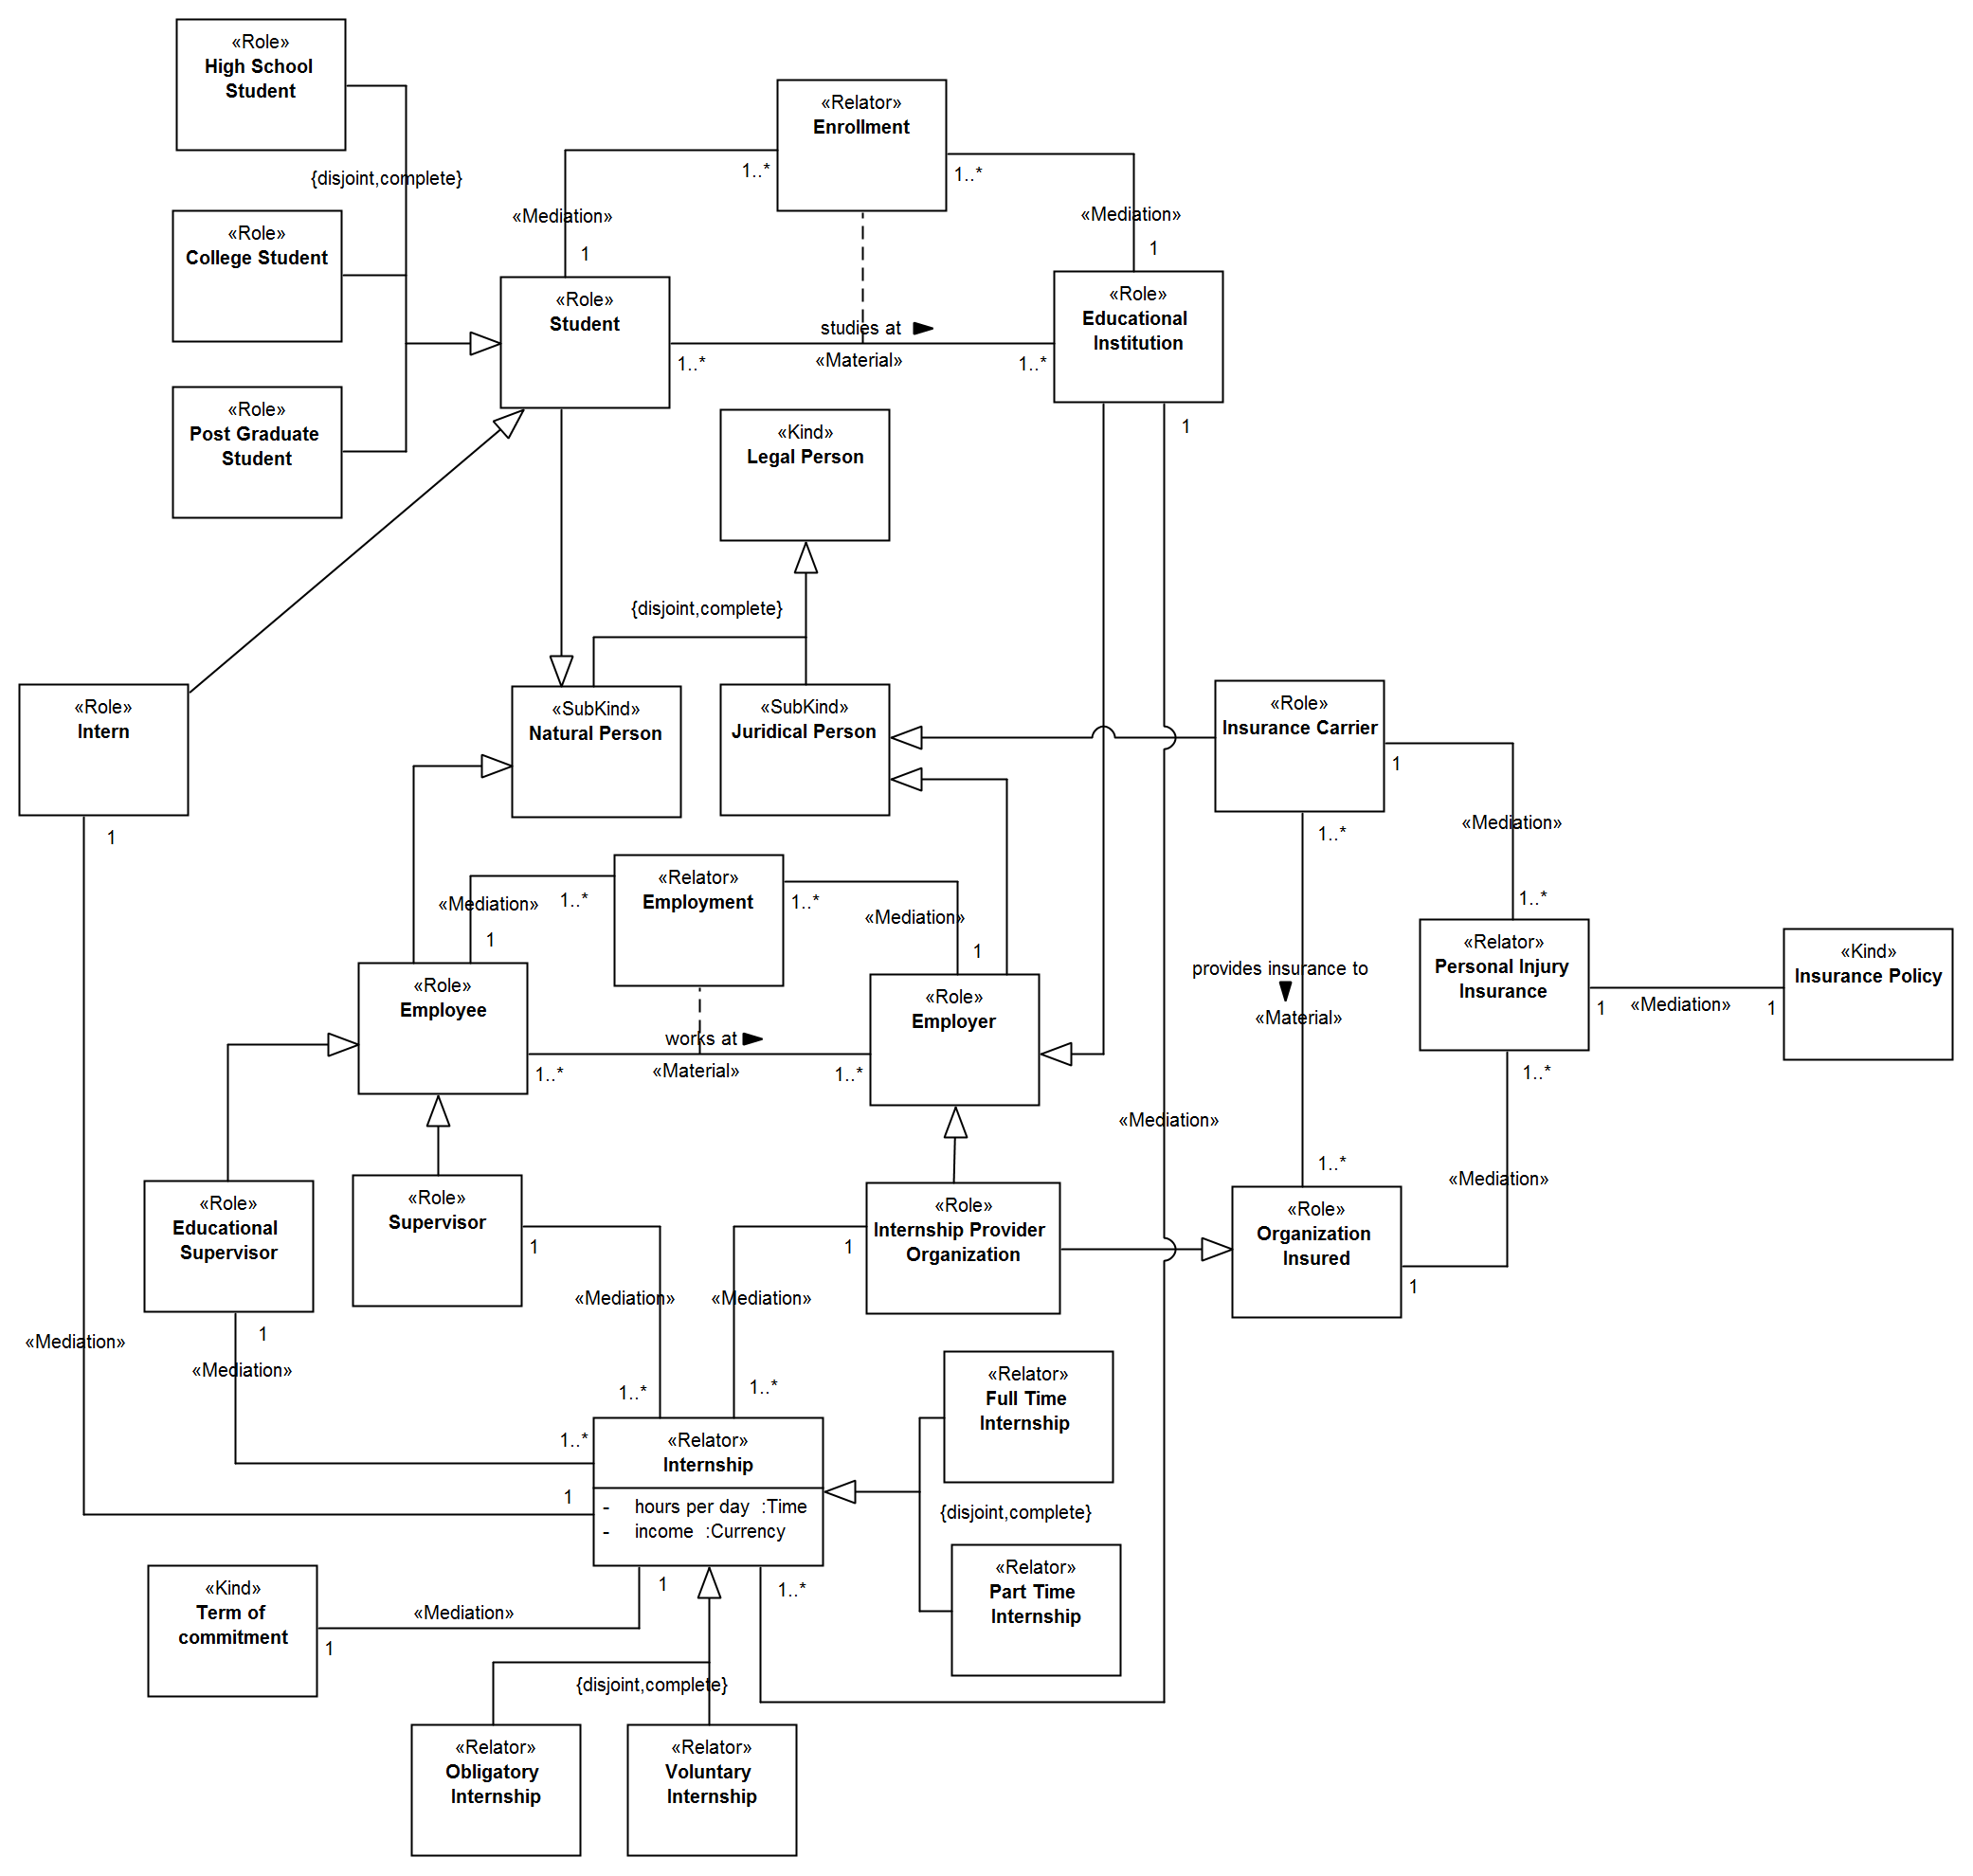 «Role»
High School
Student
«Relator»
Enrollment
1..*
1..*
{disjoint,complete}
«Mediation»
«Mediation»
1
1
«Role»
College Student
«Role»
Student
«Role»
Educational
Institution
studies at
1..*
«Material»
1..*
«Role»
Post Graduate
Student
1
«Kind»
Legal Person
{disjoint,complete}
«Role»
Intern
1
«SubKind»
Natural Person
«SubKind»
Juridical Person
«Role»
Insurance Carrier
1
1..*
«Mediation»
1..*
«Relator»
Employment
«Mediation»
1..*
1..*
«Mediation»
1
1
«Role»
Employee
«Role»
Employer
works at
1..*
«Material»
1..*
provides insurance to
«Material»
«Relator»
Personal Injury
Insurance
1
«Mediation»
1
«Kind»
Insurance Policy
1..*
«Mediation»
1..*
«Mediation»
«Role»
Educational
Supervisor
1
«Role»
Supervisor
1
«Role»
Internship Provider
Organization
1
«Role»
Organization
Insured
1
«Mediation»
«Mediation»
«Mediation»
«Mediation»
1..*
1..*
1..*
1
«Relator»
Internship
- hours per day :Time
- income :Currency
«Relator»
Full Time
Internship
{disjoint,complete}
«Relator»
Part Time
Internship
1
1..*
«Kind»
Term of
commitment
«Mediation»
1
{disjoint,complete}
«Relator»
Obligatory
Internship
«Relator»
Voluntary
Internship